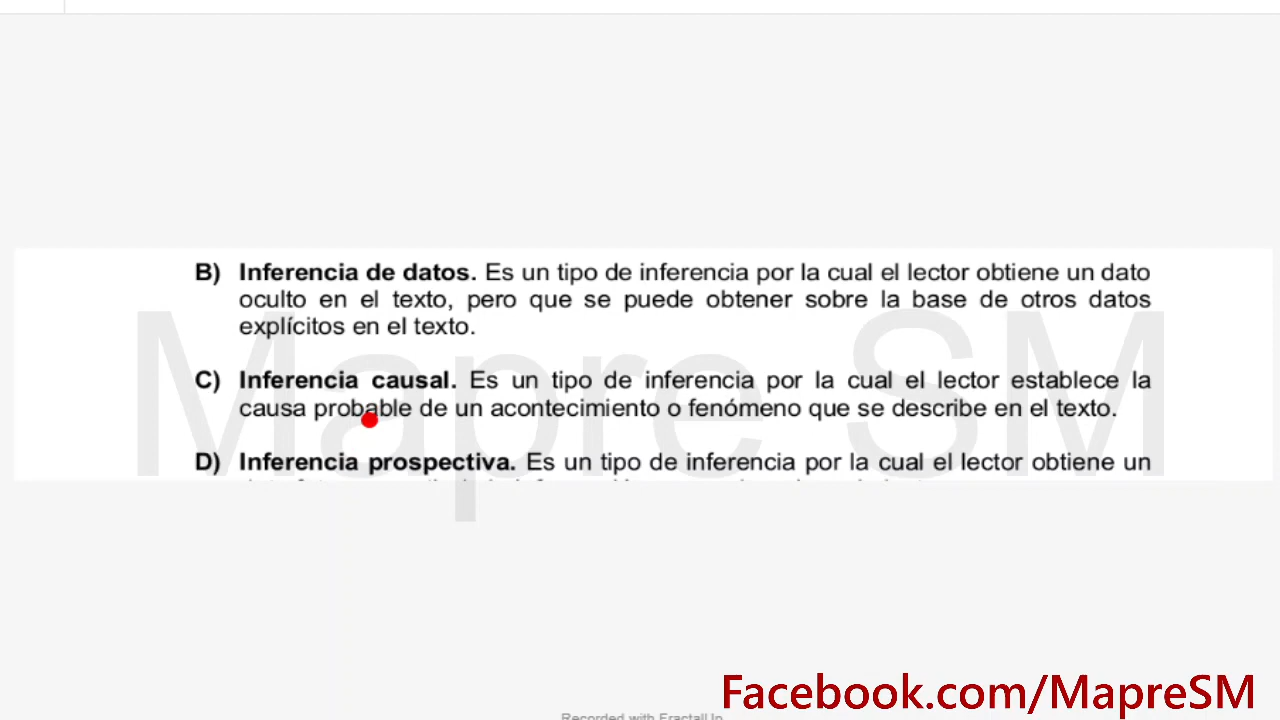 B) Inferencia de datos. Es un tipo de inferencia por la cual el lector obtiene un dato
oculto en el texto, pero que se puede obtener sobre la base de otros datos
explícitos en el texto.
C) Inferencia causal. Es un tipo de inferencia por la cual el lector establece la
causa probable de un acontecimiento o fenómeno que se describe en el texto.
D) Inferencia prospectiva. Es un tipo de inferencia por la cual el lector obtiene un
Mapre SM
Facebook.com/MapreSM
Recorded with